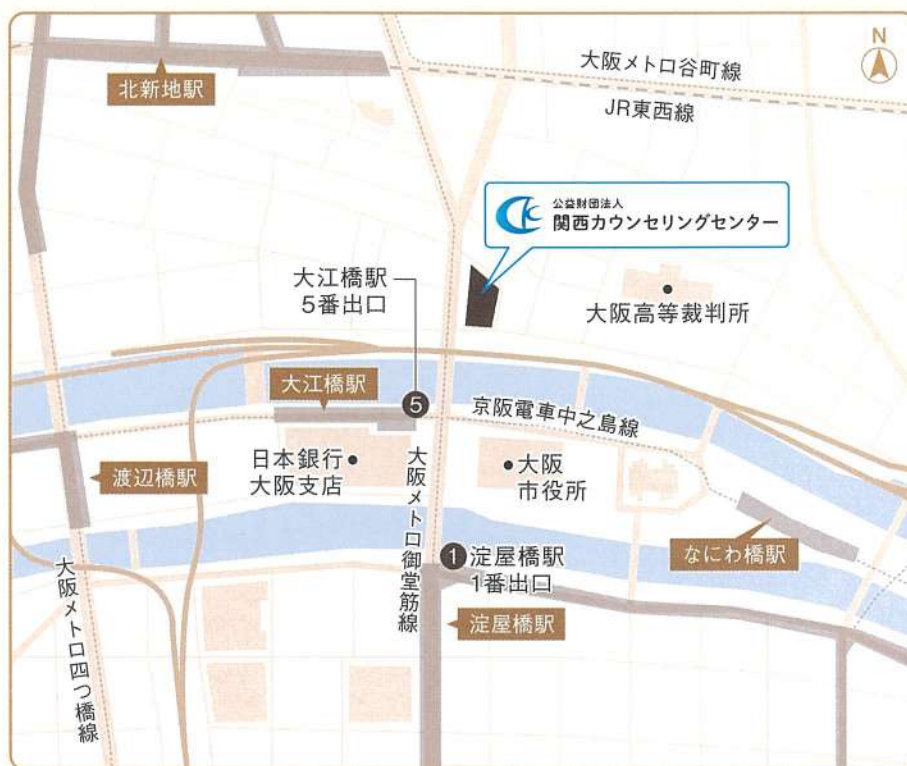 N
大阪メトロ谷町線
北新地駅
JR東西線
公益財団法人
関西カウンセリングセンター
大江橋駅
5番出口
大阪高等裁判所
大江橋駅
5
京阪電車中之島線
日本銀行
大阪支店
大阪
市役所
渡辺橋駅
大阪メトロ御堂筋線
なにわ橋駅
1
淀屋橋駅
1番出口
淀屋橋駅
大阪メトロ四つ橋線